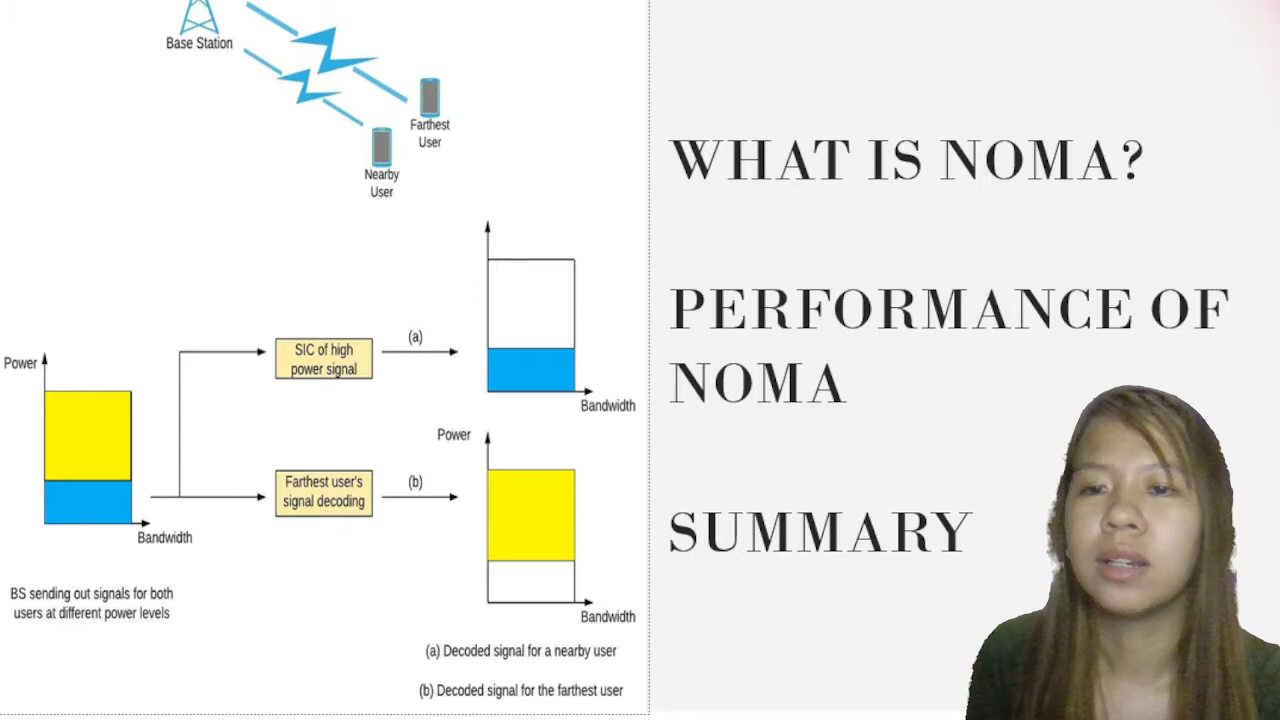 Base Station
Farthest
User
Nearby
User
Power
SIC of high
power signal
(a)
Bandwidth
Power
Farthest user's
signal decoding
(b)
Bandwidth
Bandwidth
BS sending out signals for both
users at different power levels
(a) Decoded signal for a nearby user
(b) Decoded signal for the farthest user
WHAT IS NOMA?
PERFORMANCE OF
NOMA
SUMMARY